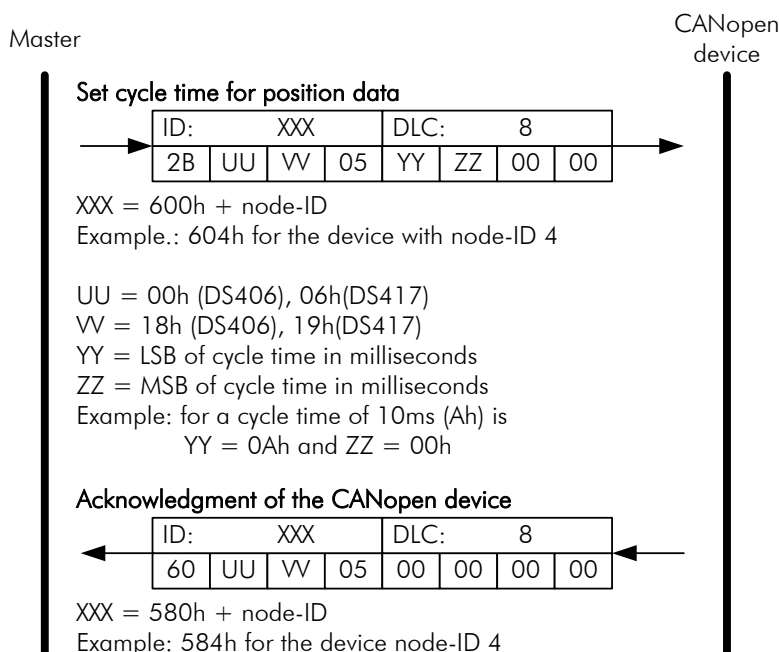 Master
CANopen
device
Set cycle time for position data
ID: XXX DLC: 8
2B UU VV 05 YY ZZ 00 00
XXX = 600h + node-ID
Example.: 604h for the device with node-ID 4
UU = 00h (DS406), 06h(DS417)
VV = 18h (DS406), 19h(DS417)
YY = LSB of cycle time in milliseconds
ZZ = MSB of cycle time in milliseconds
Example: for a cycle time of 10ms (Ah) is
YY = 0Ah and ZZ = 00h
Acknowledgment of the CANopen device
ID: XXX DLC: 8
60 UU VV 05 00 00 00 00
XXX = 580h + node-ID
Example: 584h for the device node-ID 4